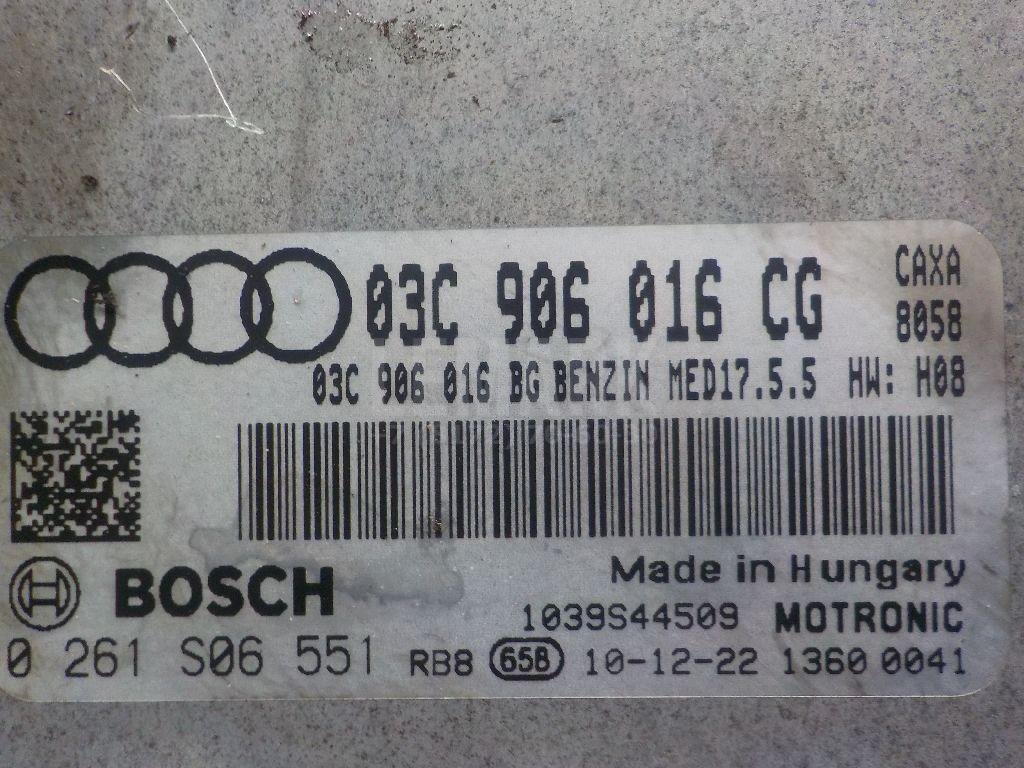 03C 906 016 CG CAXA
8058
03C 906 016 BG BENZIN MED17.5.5 HW: H08
Made in Hungary
BOSCH
1039S44509 MOTRONIC
0 261 S06 551 RB8 65B 10-12-22 1360 0041